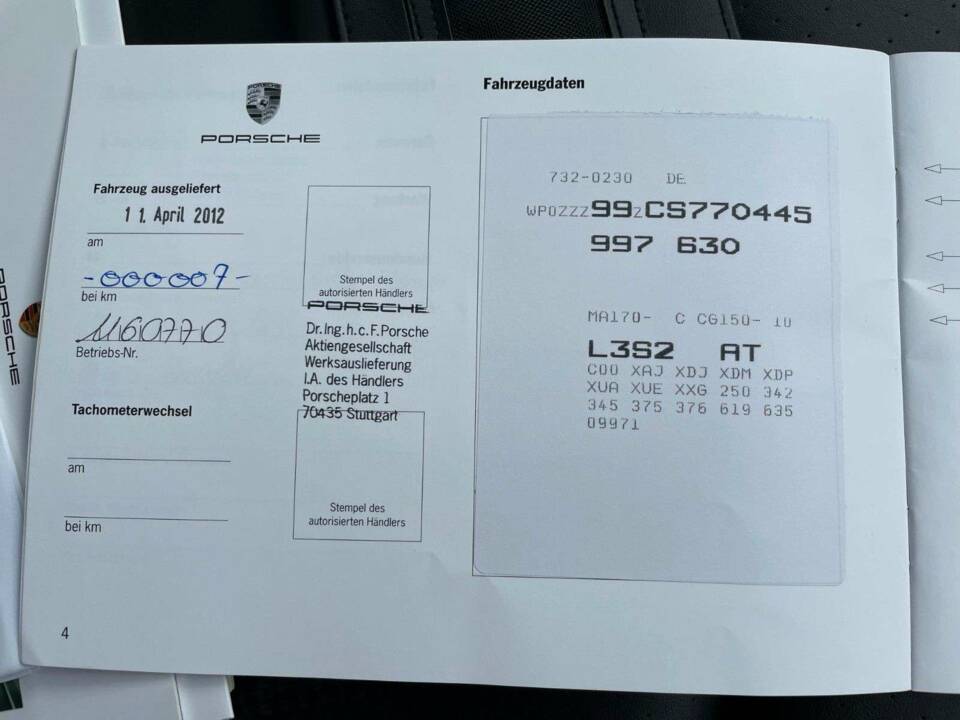 PORSCHE
Fahrzeug ausgeliefert
11. April 2012
am
-000007-
bei km
1160770
Betriebs-Nr.
Tachometerwechsel
am
bei km
4
Stempel des
autorisierten Händlers
PORSCHE
Dr.Ing.h.c.F.Porsche
Aktiengesellschaft
Werksauslieferung
I.A. des Händlers
Porscheplatz 1
70435 Stuttgart
Stempel des
autorisierten Händlers
Fahrzeugdaten
732-0230 DE
WP0ZZZ99ZCS770445
997 630
MA170- C CG150- 10
L3S2 AT
C00 XAJ XDJ XDM XDP
XUA XUE XXG 250 342
345 375 376 619 635
09971
PORSCHE